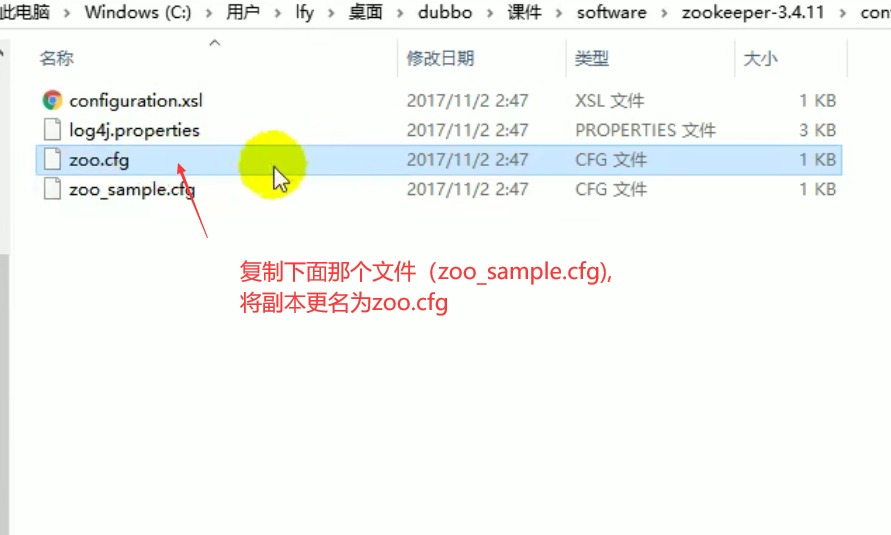 此电脑 > Windows (C:) > 用户 > lfy > 桌面 > dubbo > 课件 > software > zookeeper-3.4.11 >
名称 修改日期 类型 大小
configuration.xsl 2017/11/2 2:47 XSL 文件 1 KB
log4j.properties 2017/11/2 2:47 PROPERTIES 文件 3 KB
zoo.cfg 2017/11/2 2:47 CFG 文件 1 KB
zoo_sample.cfg 2017/11/2 2:47 CFG 文件 1 KB
复制下面那个文件（zoo_sample.cfg),
将副本更名为zoo.cfg